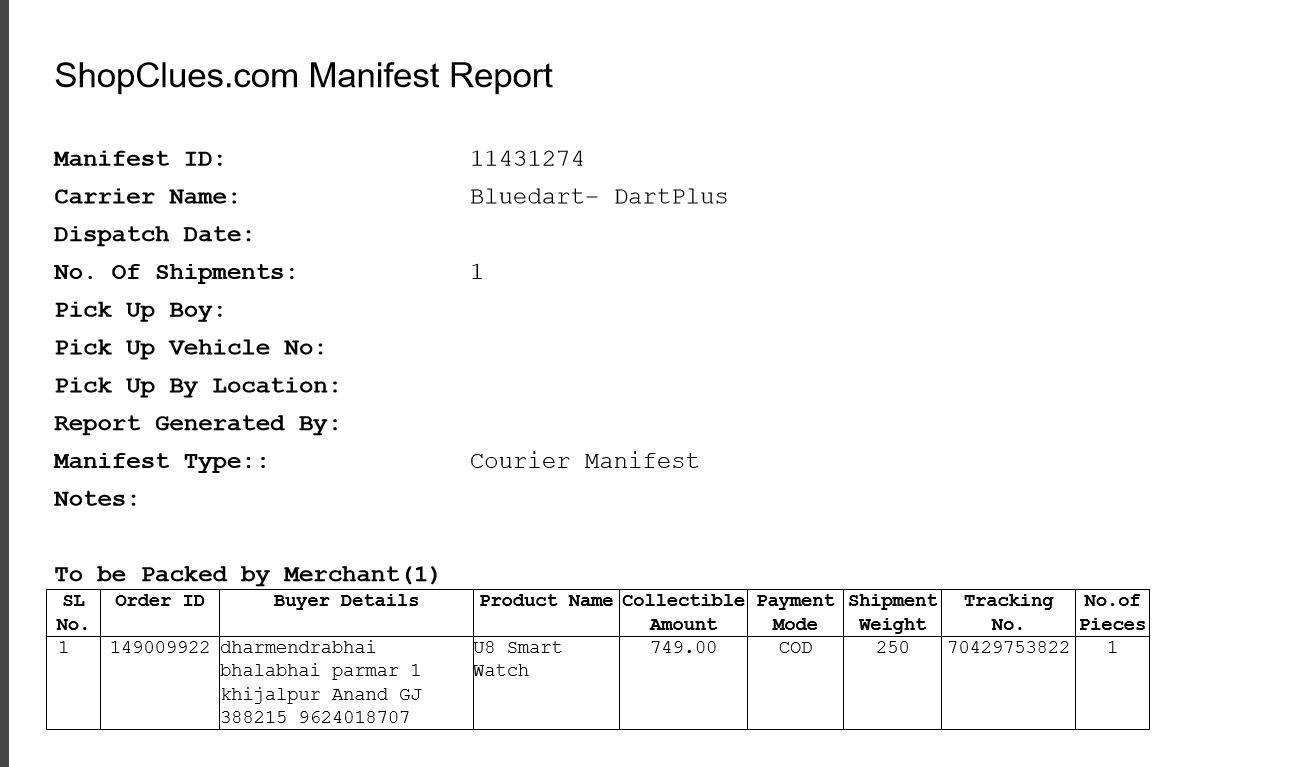 ShopClues.com Manifest Report
Manifest ID: 11431274
Carrier Name: Bluedart- DartPlus
Dispatch Date:
No. Of Shipments: 1
Pick Up Boy:
Pick Up Vehicle No:
Pick Up By Location:
Report Generated By:
Manifest Type:: Courier Manifest
Notes:
To be Packed by Merchant(1)
SL Order ID Buyer Details Product Name Collectible Payment Shipment Tracking No.of
No. Amount Mode Weight No. Pieces
1 149009922 dharmendrabhai U8 Smart 749.00 COD 250 70429753822 1
bhalabhai parmar 1 Watch
khijalpur Anand GJ
388215 9624018707